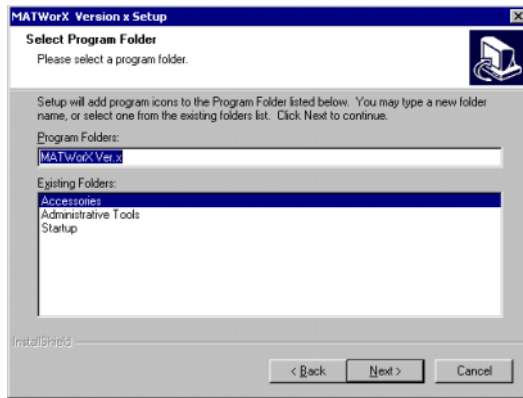 MATWorX Version x Setup
Select Program Folder
Please select a program folder.
Setup will add program icons to the Program Folder listed below. You may type a new folder
name, or select one from the existing folders list. Click Next to continue.
Program Folders:
MATWorX Ver.x
Existing Folders:
Accessories
Administrative Tools
Startup
InstallShield
< Back Next > Cancel